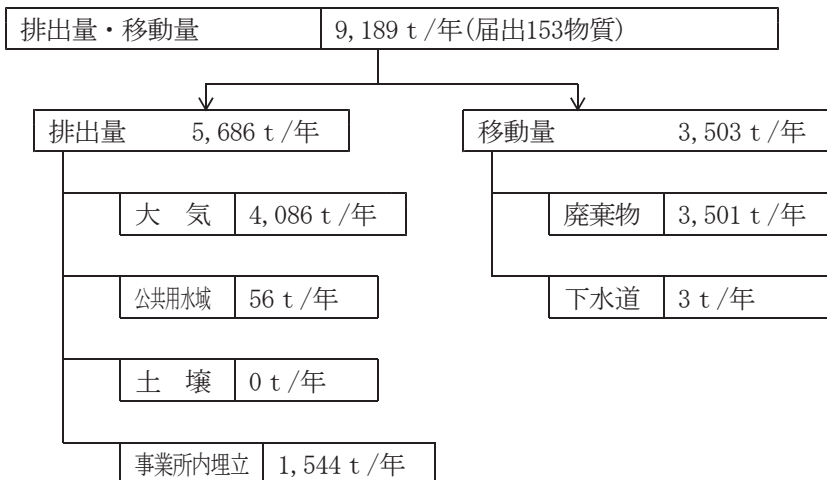 排出量・移動量 9,189 t /年(届出153物質)
排出量 5,686 t /年
移動量 3,503 t /年
大 気 4,086 t /年
廃棄物 3,501 t /年
公共用水域 56 t /年
下水道 3 t /年
土 壌 0 t /年
事業所内埋立 1,544 t /年